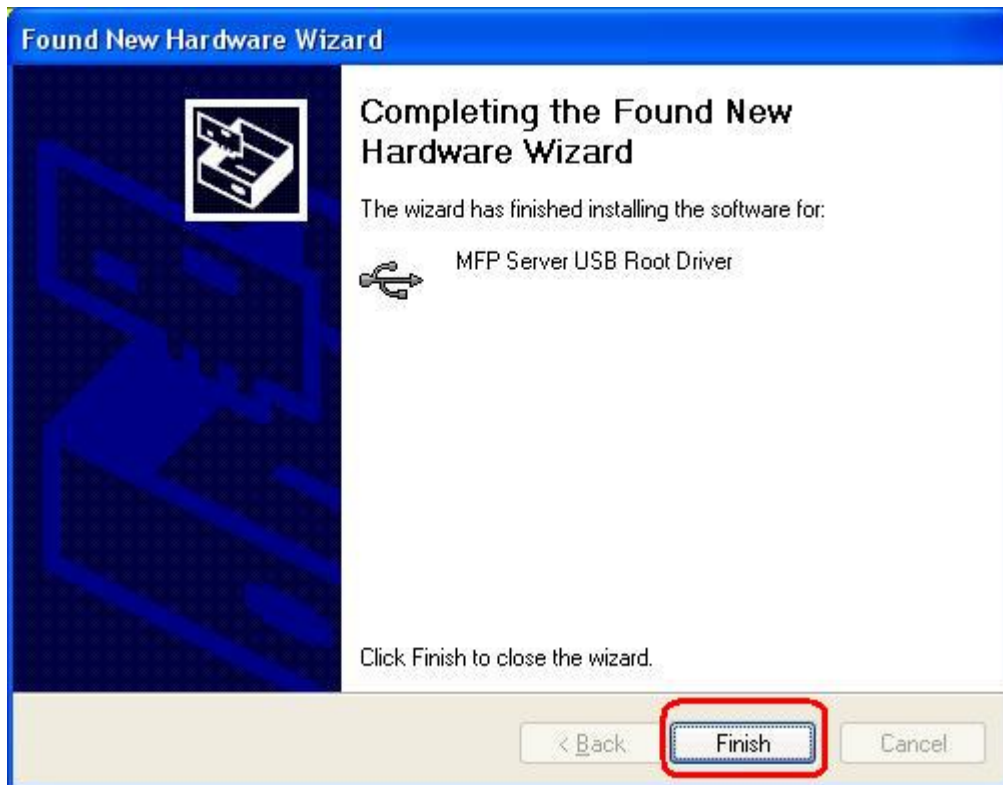 Found New Hardware Wizard
Completing the Found New
Hardware Wizard
The wizard has finished installing the software for:
MFP Server USB Root Driver
Click Finish to close the wizard.
< Back
Finish
Cancel